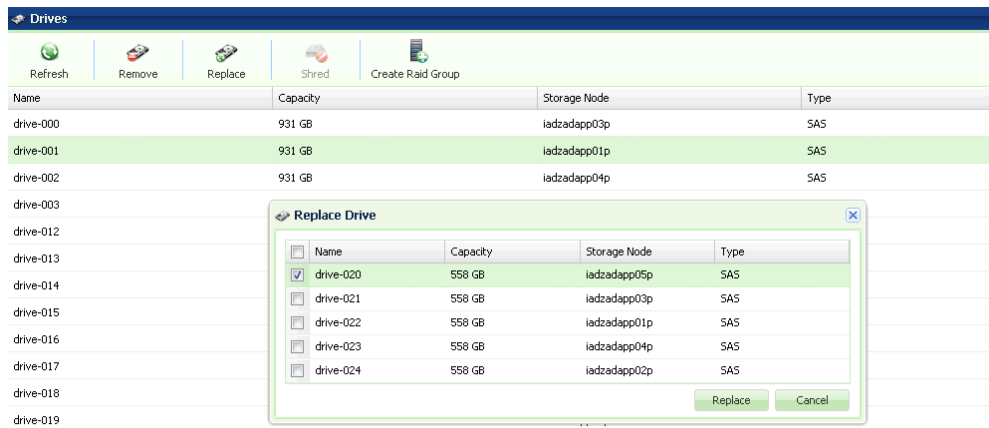 Drives
Refresh Remove Replace Shred Create Raid Group
Name Capacity Storage Node Type
drive-000 931 GB iadzadapp03p SAS
drive-001 931 GB iadzadapp01p SAS
drive-002 931 GB iadzadapp04p SAS
drive-003
drive-012
drive-013
drive-014
drive-015
drive-016
drive-017
drive-018
drive-019
Replace Drive
Name Capacity Storage Node Type
drive-020 558 GB iadzadapp05p SAS
drive-021 558 GB iadzadapp03p SAS
drive-022 558 GB iadzadapp01p SAS
drive-023 558 GB iadzadapp04p SAS
drive-024 558 GB iadzadapp02p SAS
Replace Cancel